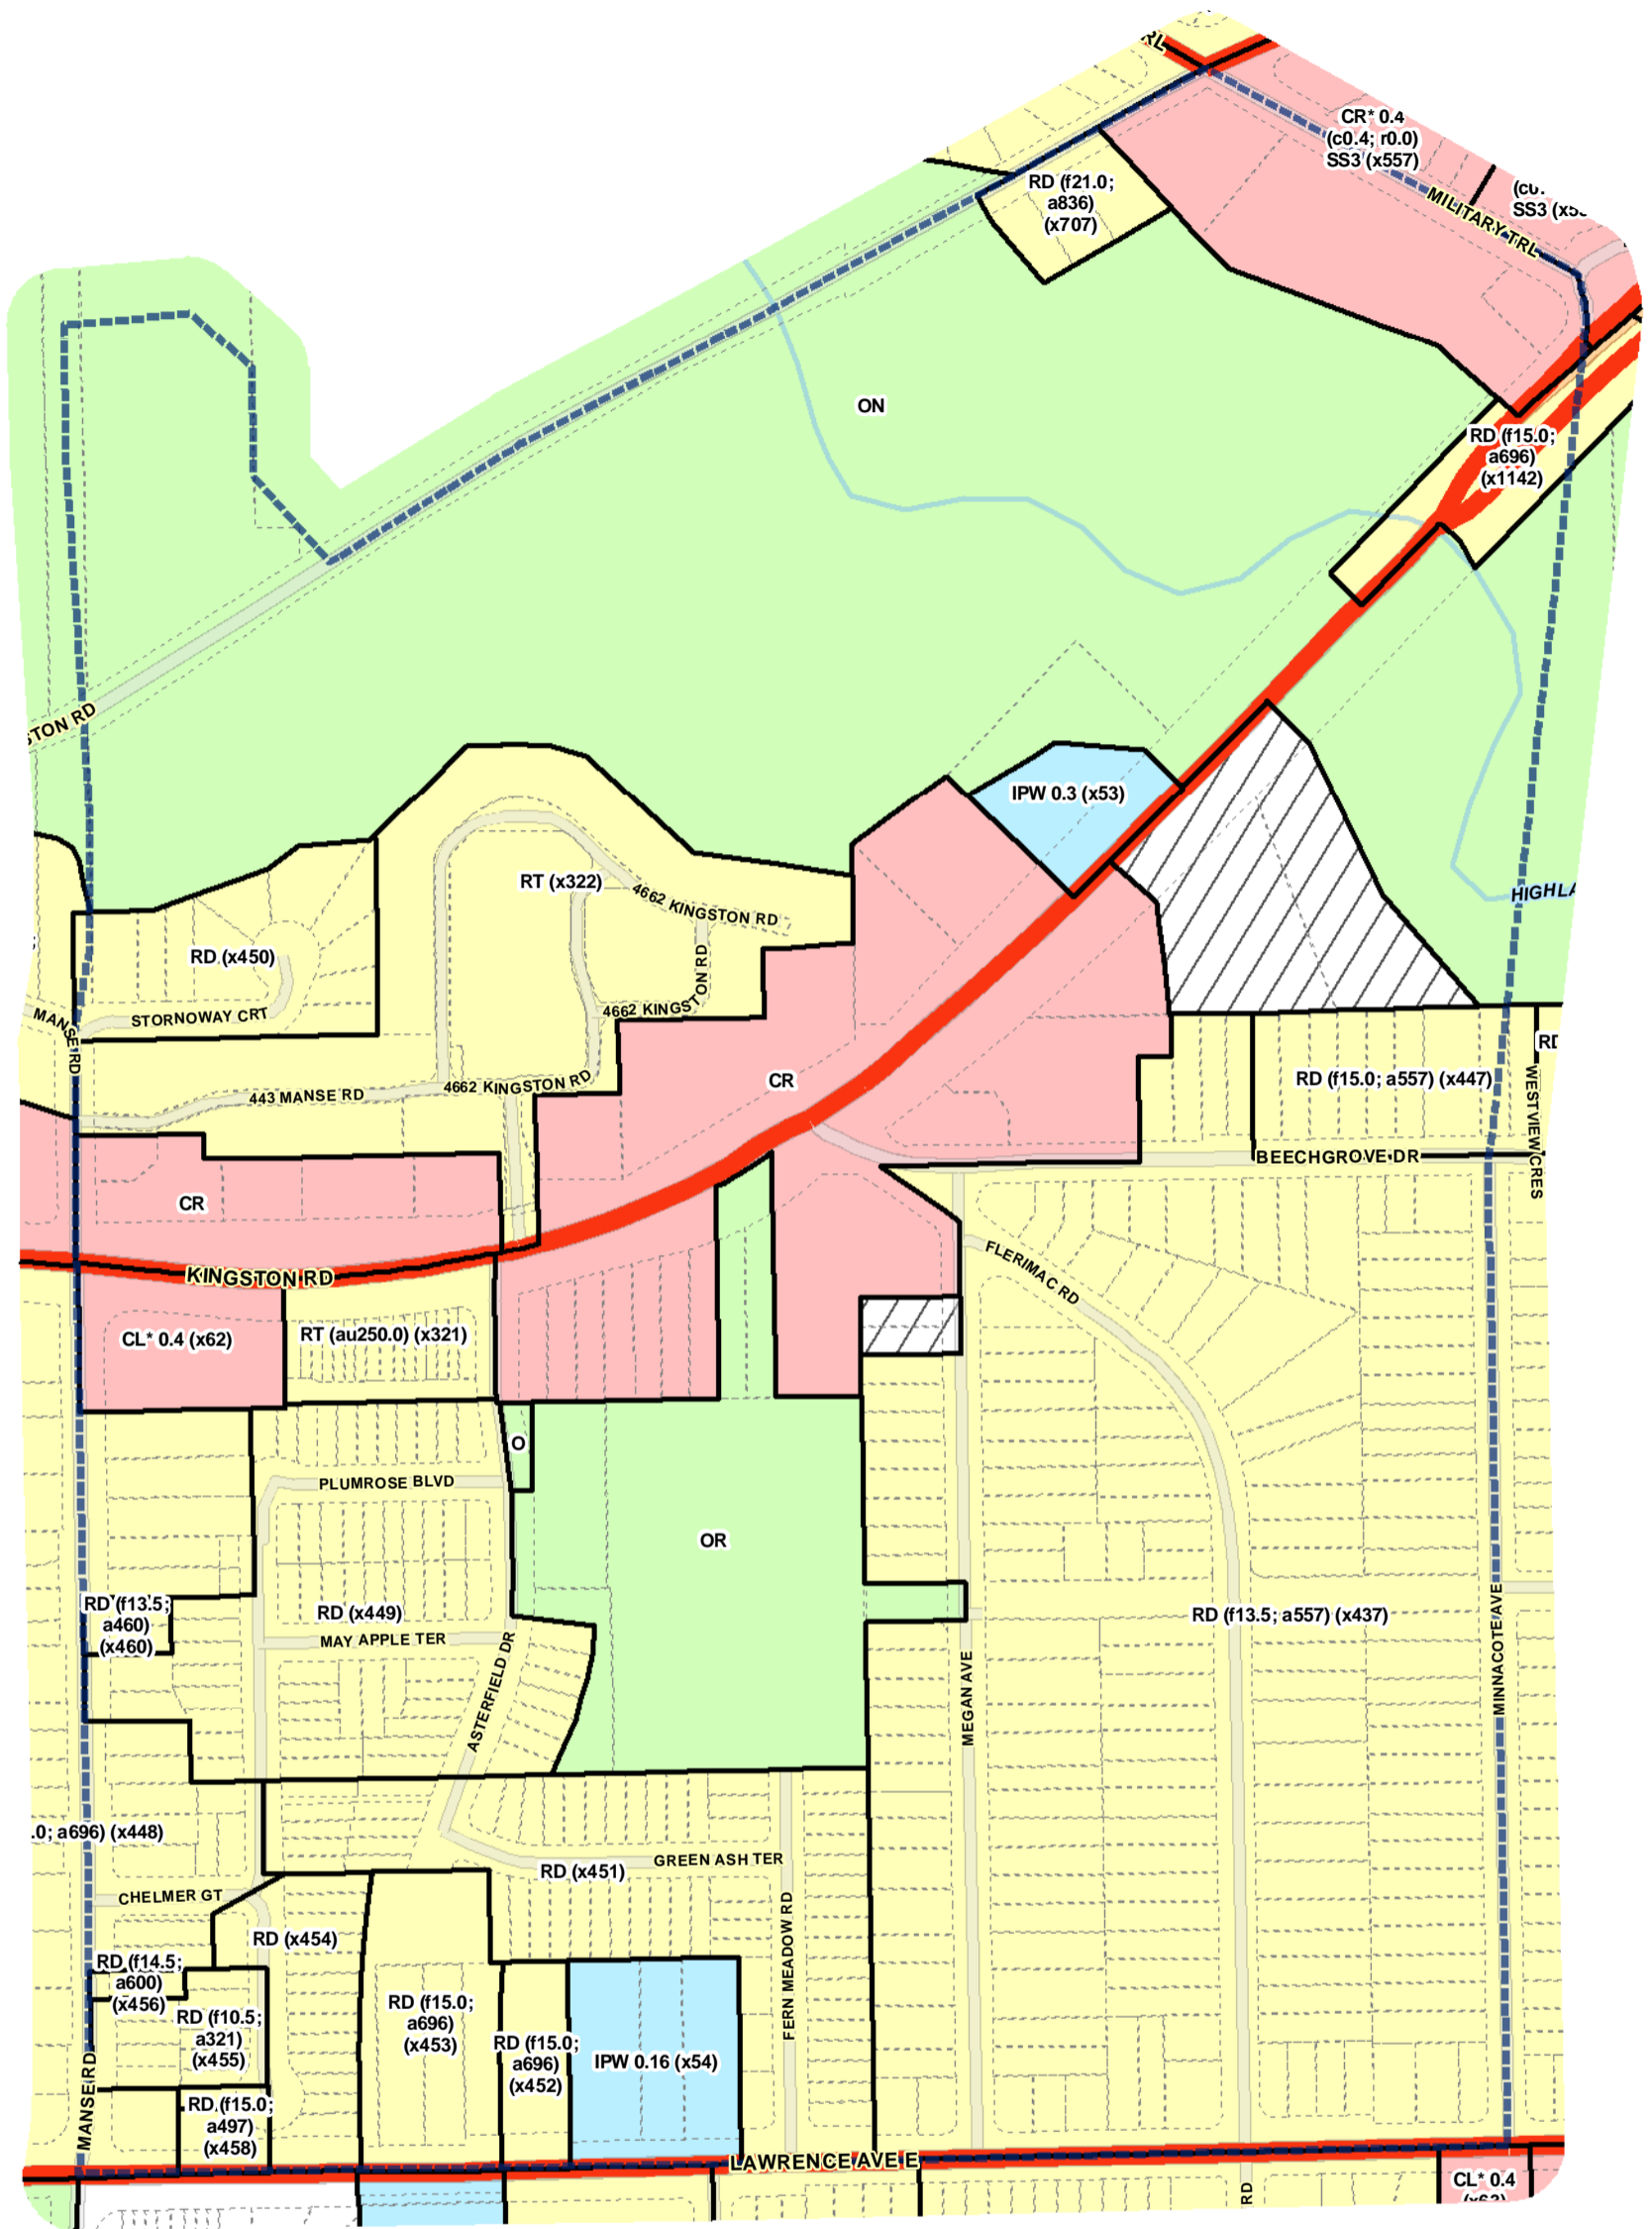 RL
CR* 0.4
(c0.4; r0.0)
SS3 (x557)
MILITARY TRL
RD (f21.0;
a836)
(x707)
ON
RD (f15.0;
a696)
(x1142)
STON RD
IPW 0.3 (x53)
HIGHLA
RT (x322)
4662 KINGSTON RD
RD (x450)
4662 KINGSTON RD
STORNOWAY CRT
MANSE RD
443 MANSE RD
4662 KINGSTON RD
CR
RD
RD (f15.0; a557) (x447)
WESTVIEW CRES
BEECHGROVE DR
CR
KINGSTON RD
FLERIMAC RD
CL* 0.4 (x62)
RT (au250.0) (x321)
O
PLUMROSE BLVD
OR
RD (f13.5;
a460)
(x460)
RD (x449)
MAY APPLE TER
ASTERFIELD DR
MEGAN AVE
RD (f13.5; a557) (x437)
MINNACOTE AVE
.0; a696) (x448)
GREEN ASH TER
RD (x451)
CHELMER GT
FERN MEADOW RD
RD (x454)
RD (f14.5;
a600)
(x456)
RD (f10.5;
a321)
(x455)
RD (f15.0;
a696)
(x453)
RD (f15.0;
a696)
(x452)
IPW 0.16 (x54)
MANSE RD
RD (f15.0;
a497)
(x458)
LAWRENCE AVE E
RD
CL* 0.4